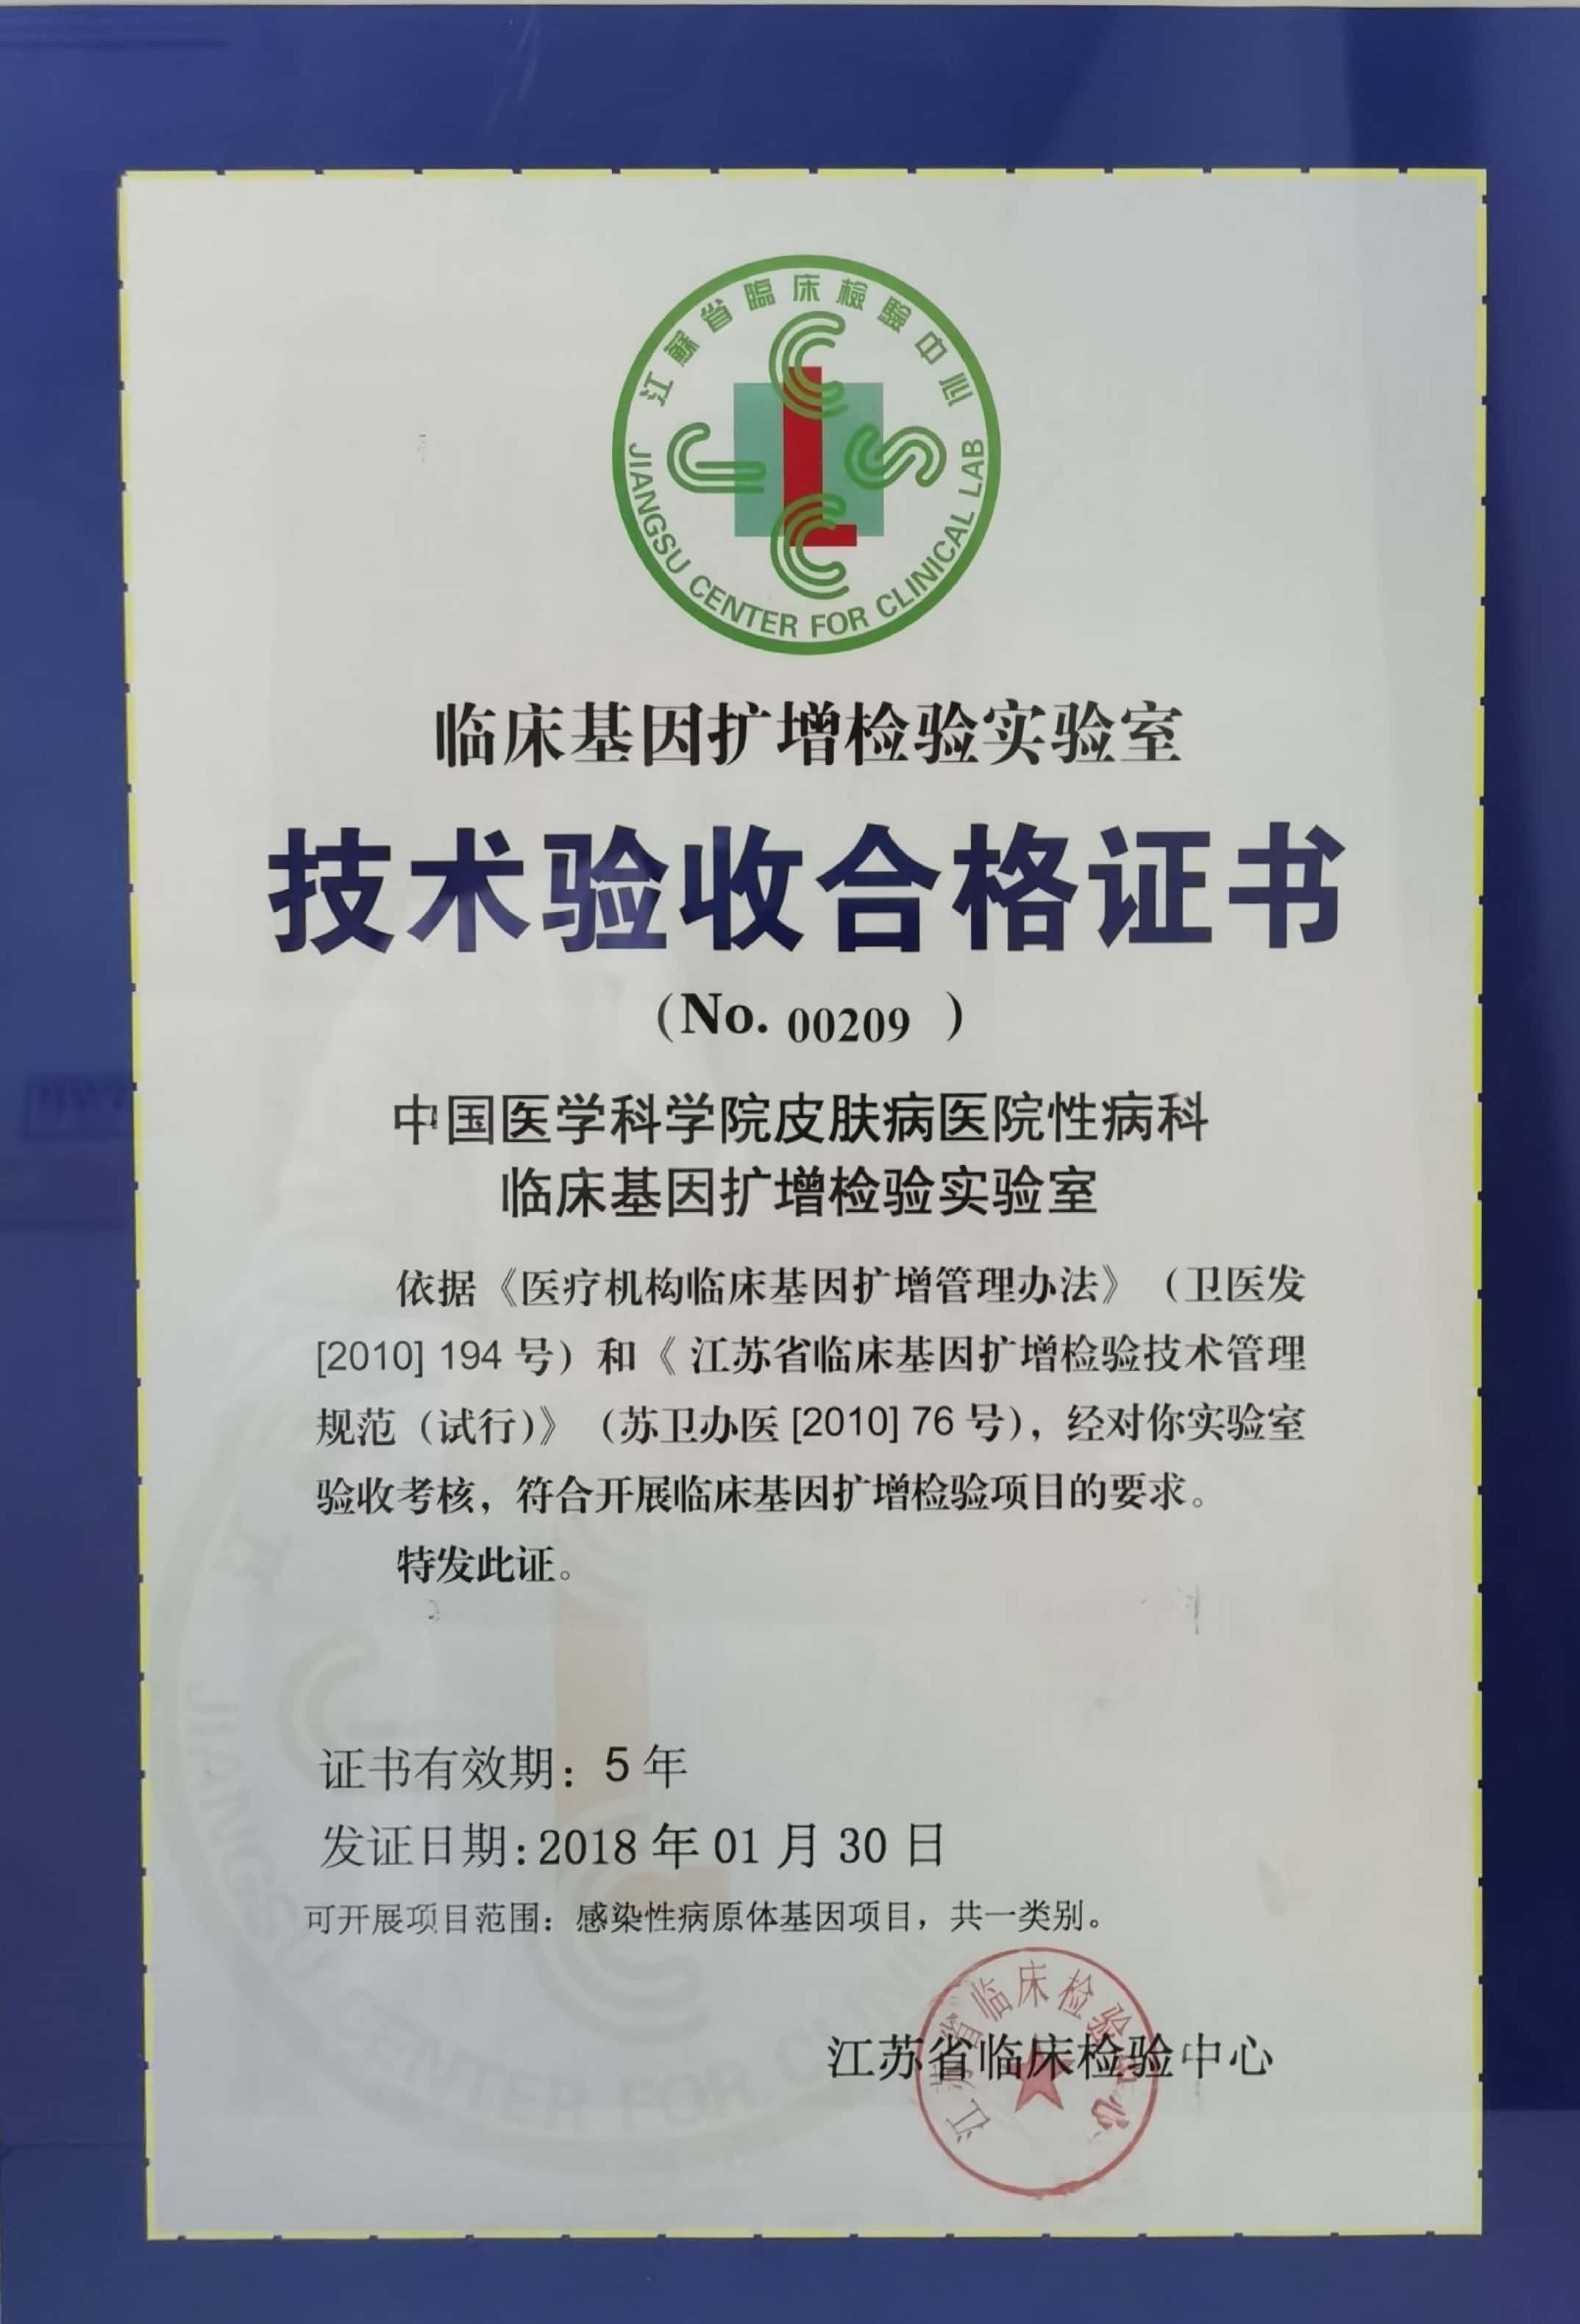 江蘇省臨床檢驗中心
JIANGSU CENTER FOR CLINICAL LAB
临床基因扩增检验实验室
技术验收合格证书
(No. 00209 )
中国医学科学院皮肤病医院性病科
临床基因扩增检验实验室
依据《医疗机构临床基因扩增管理办法》（卫医发
[2010] 194 号）和《 江苏省临床基因扩增检验技术管理
规范（试行）》（苏卫办医 [2010] 76 号），经对你实验室
验收考核，符合开展临床基因扩增检验项目的要求。
特发此证。
证书有效期：5 年
发证日期：2018 年 01 月 30 日
可开展项目范围：感染性病原体基因项目，共一类别。
江苏省临床检验中心
江苏省临床检验中心